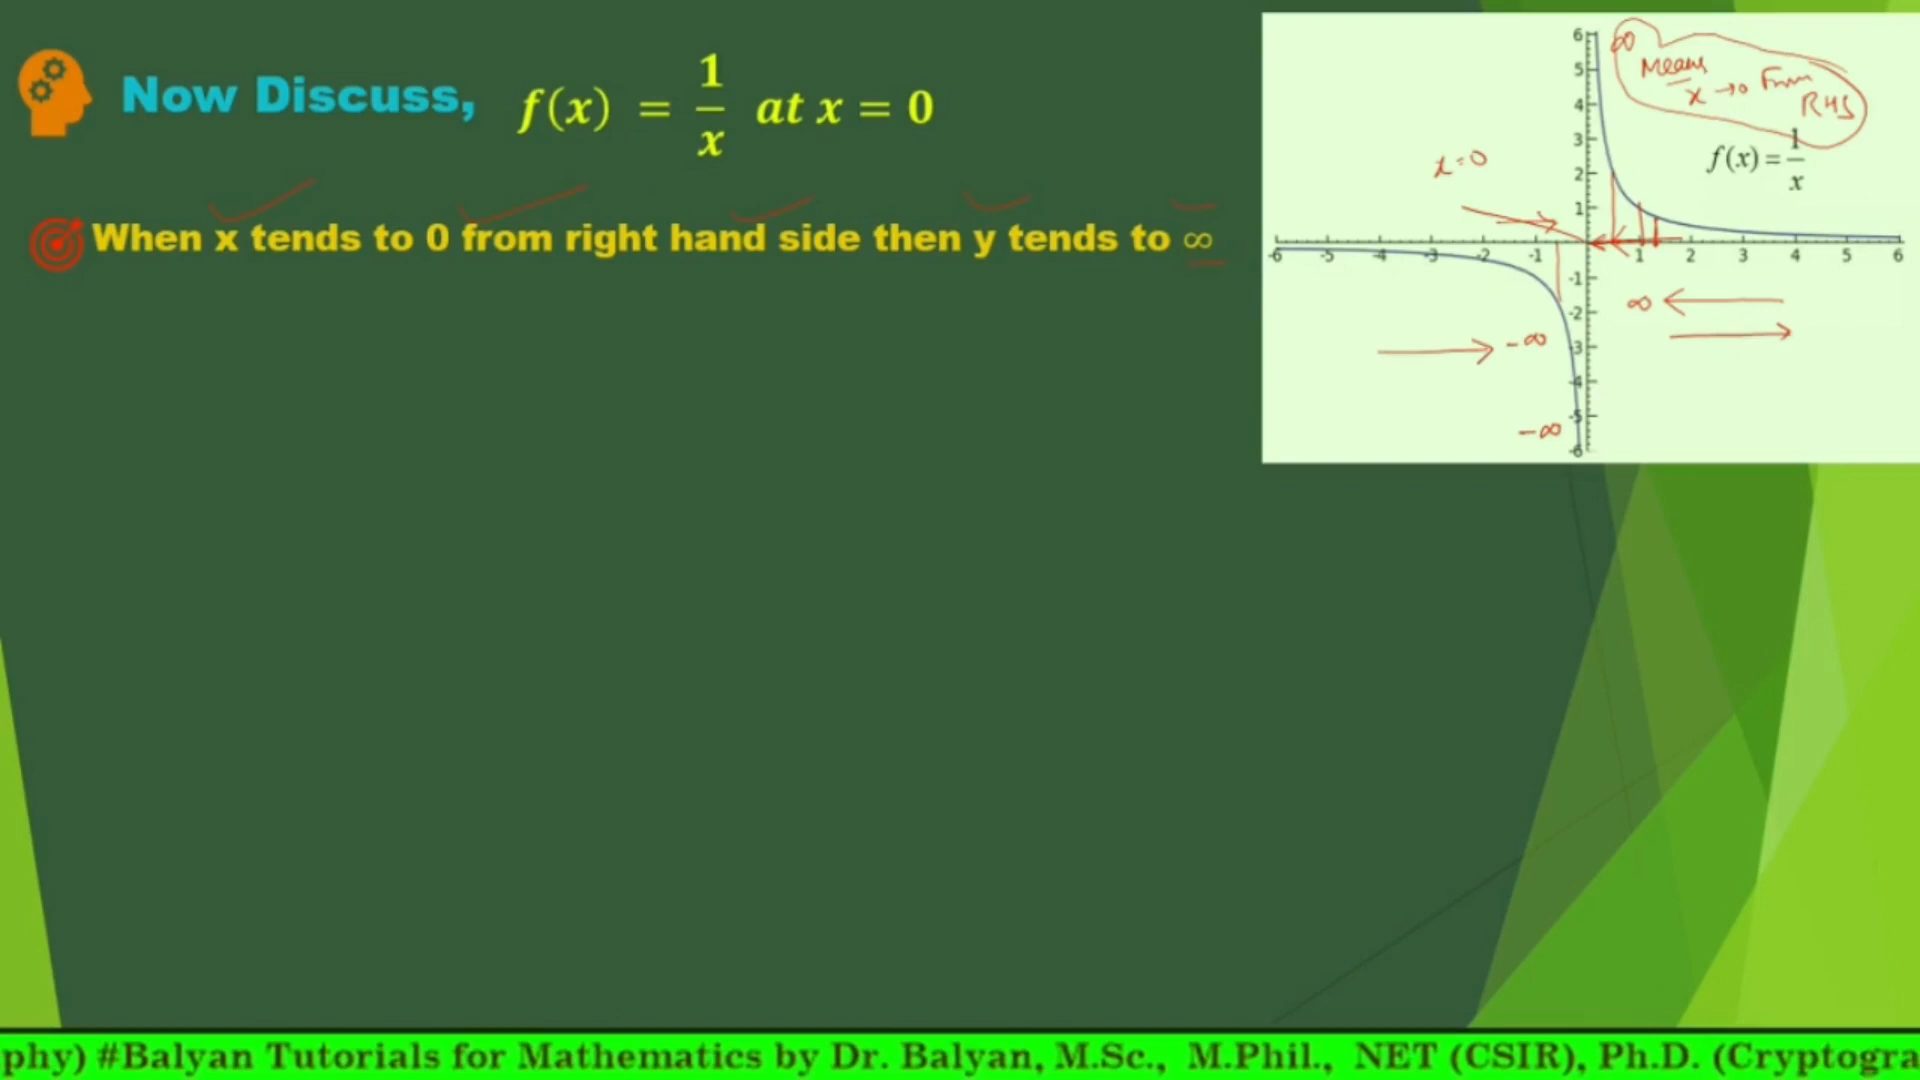 Now Discuss, f(x) = 1/x at x = 0
When x tends to 0 from right hand side then y tends to ∞
∞
Means
x → 0 From
RHS
f(x) = 1/x
x = 0
6
5
4
3
2
1
-6 -5 -4 -3 -2 -1 1 2 3 4 5 6
-1
-2
-3
-4
-5
-6
∞
-∞
-∞
phy) #Balyan Tutorials for Mathematics by Dr. Balyan, M.Sc., M.Phil., NET (CSIR), Ph.D. (Cryptogra